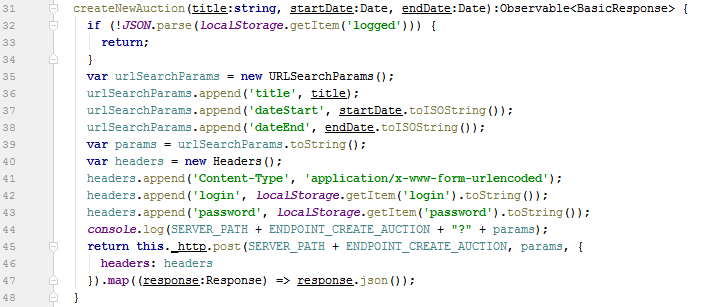 31 createNewAuction(title:string, startDate:Date, endDate:Date):Observable<BasicResponse> {
32 if (!JSON.parse(localStorage.getItem('logged'))) {
33 return;
34 }
35 var urlSearchParams = new URLSearchParams();
36 urlSearchParams.append('title', title);
37 urlSearchParams.append('dateStart', startDate.toISOString());
38 urlSearchParams.append('dateEnd', endDate.toISOString());
39 var params = urlSearchParams.toString();
40 var headers = new Headers();
41 headers.append('Content-Type', 'application/x-www-form-urlencoded');
42 headers.append('login', localStorage.getItem('login').toString());
43 headers.append('password', localStorage.getItem('password').toString());
44 console.log(SERVER_PATH + ENDPOINT_CREATE_AUCTION + "?" + params);
45 return this._http.post(SERVER_PATH + ENDPOINT_CREATE_AUCTION, params, {
46 headers: headers
47 }).map((response:Response) => response.json());
48 }